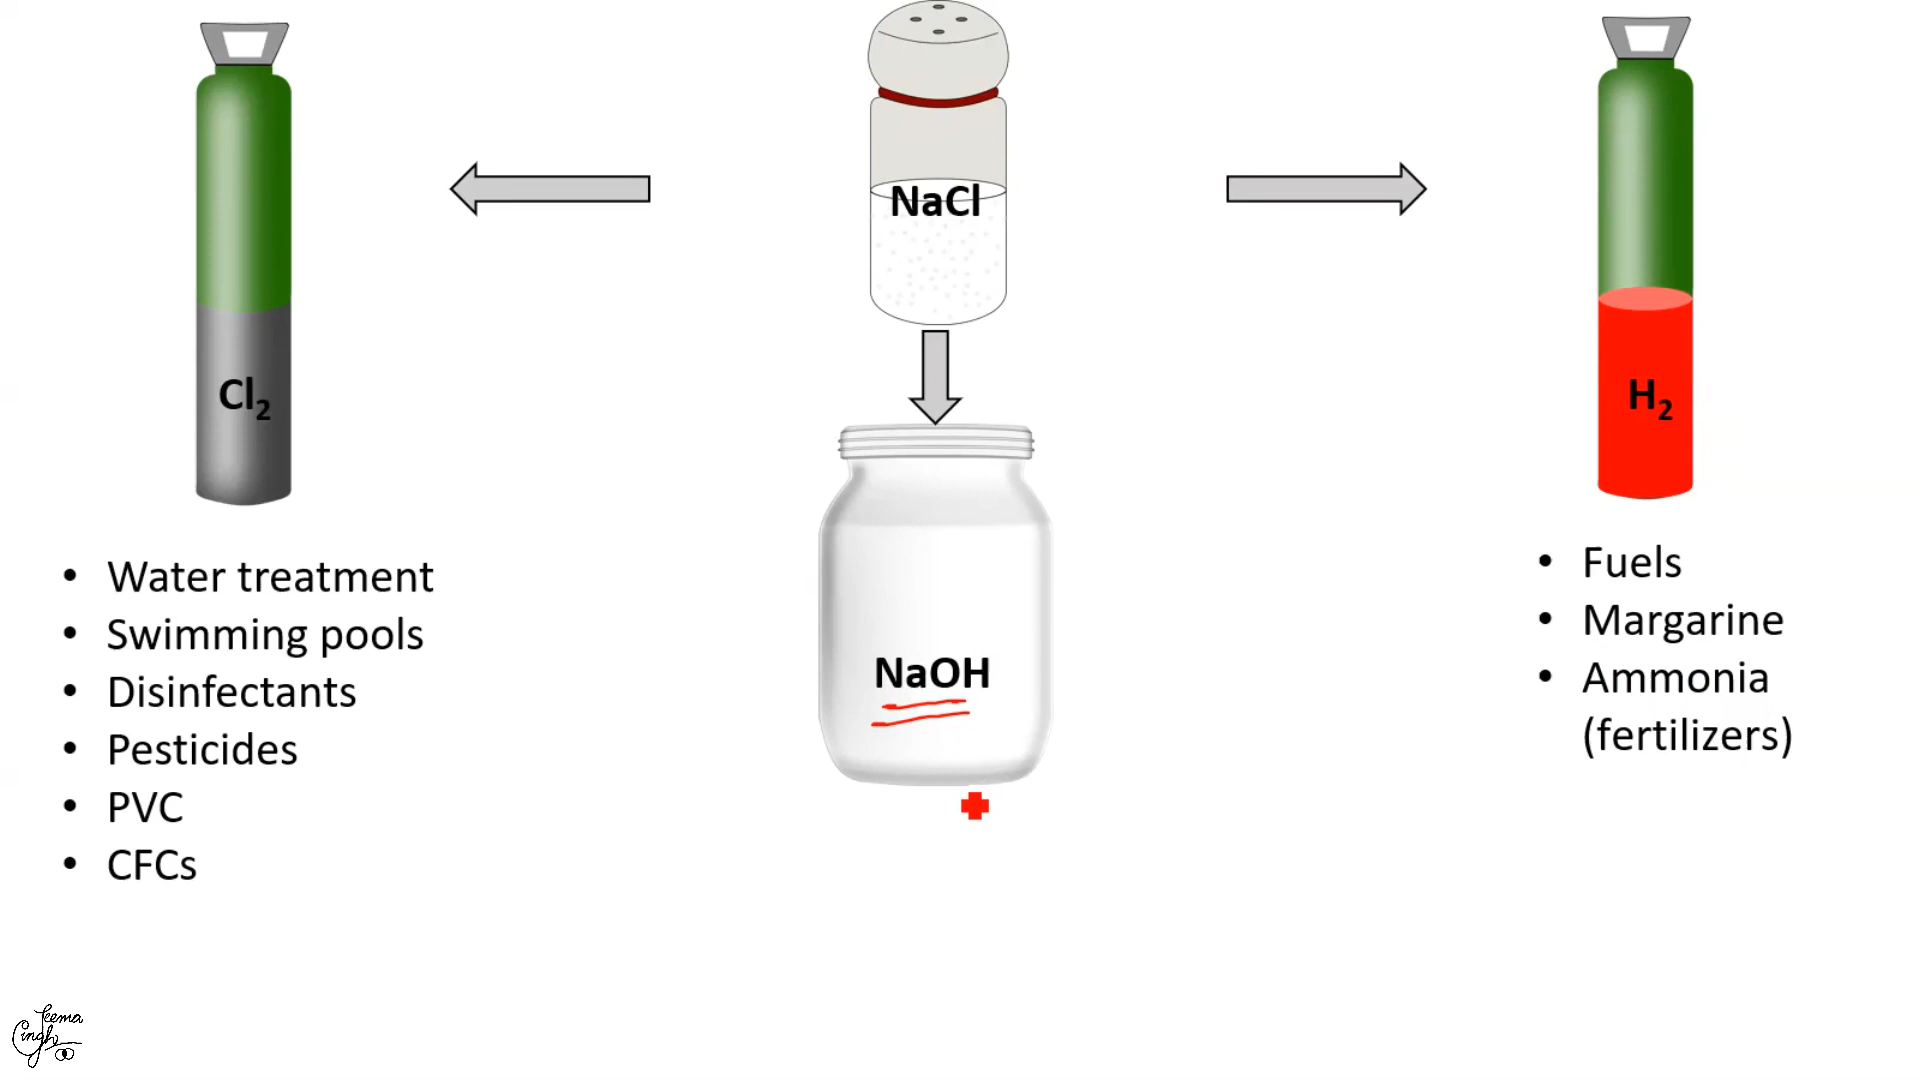 NaCl
Cl₂
H₂
NaOH
• Water treatment
• Swimming pools
• Disinfectants
• Pesticides
• PVC
• CFCs
• Fuels
• Margarine
• Ammonia
(fertilizers)